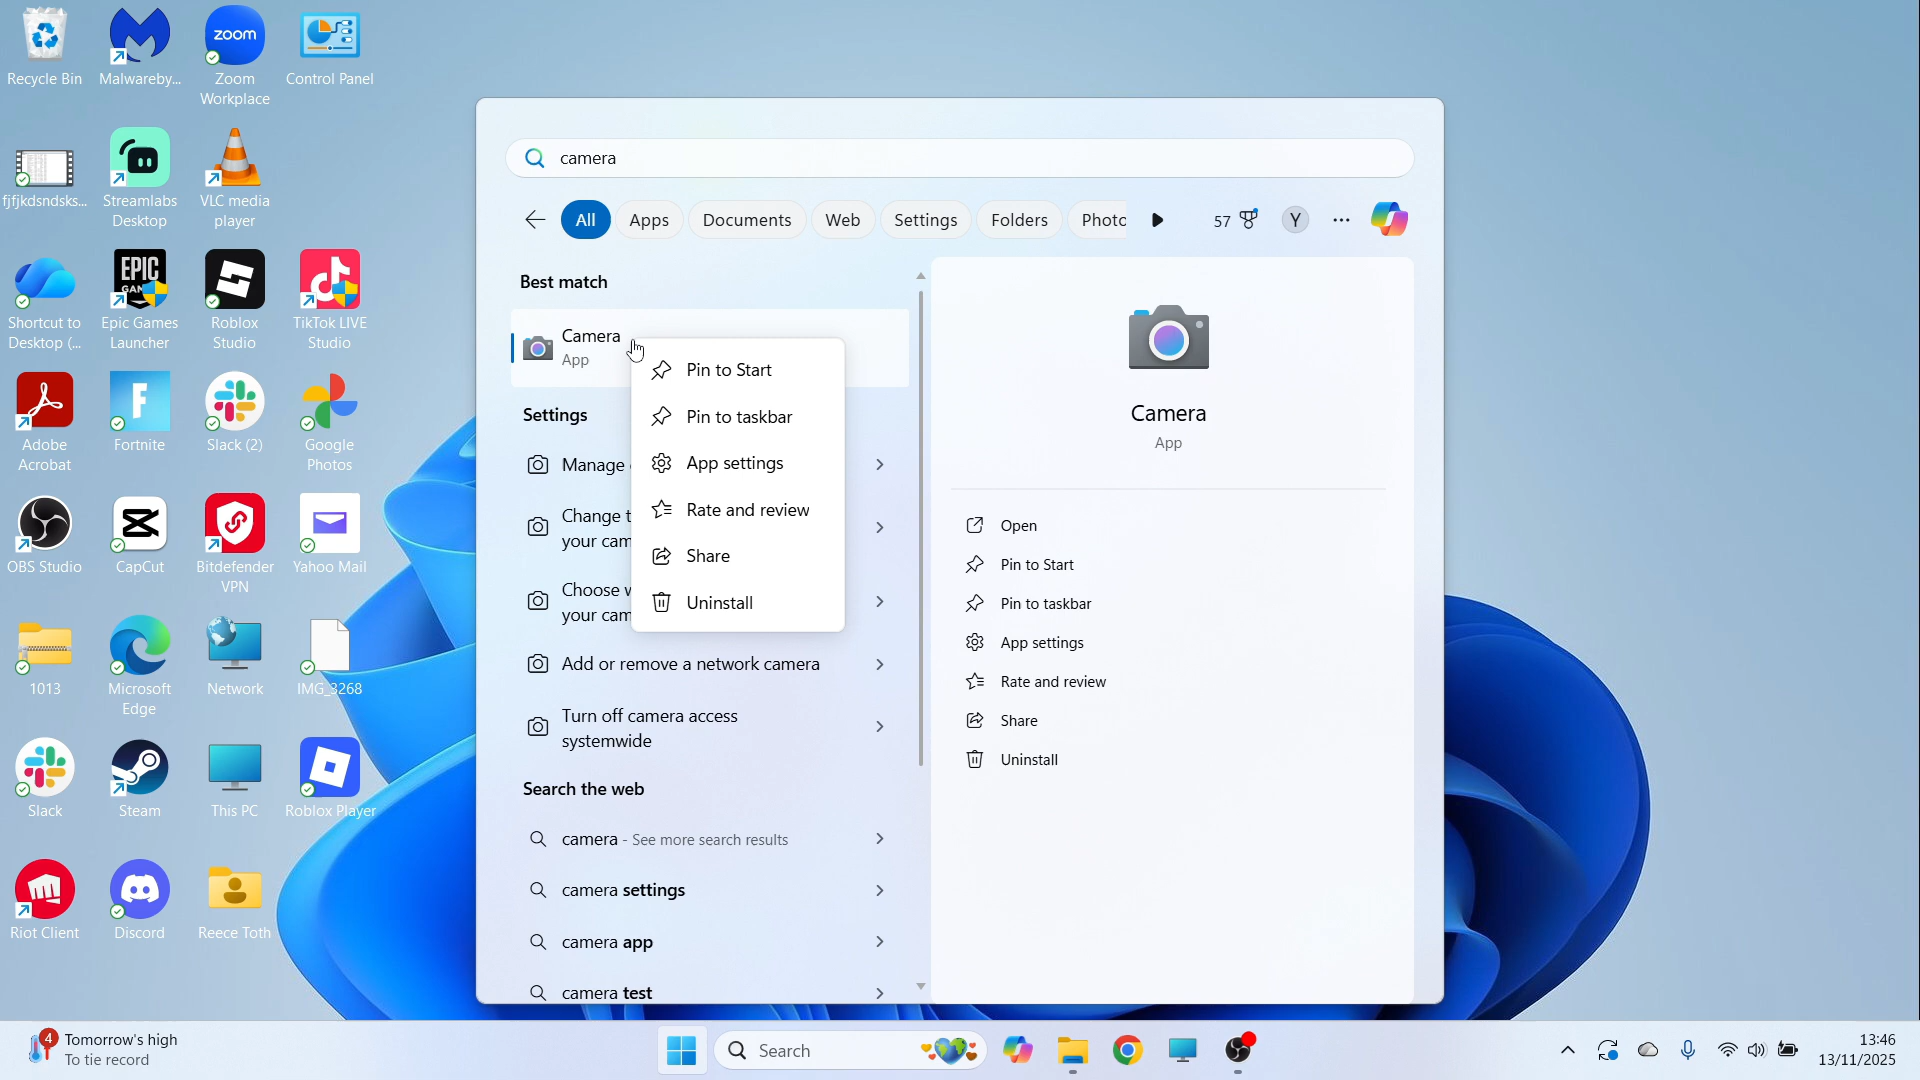 Recycle Bin
Malwareby...
zoom
Zoom
Workplace
Control Panel
fjfjkdsndsks...
Streamlabs
Desktop
VLC media
player
Shortcut to
Desktop (...
EPIC
GAM
Epic Games
Launcher
Roblox
Studio
TikTok LIVE
Studio
Adobe
Acrobat
Fortnite
Slack (2)
Google
Photos
OBS Studio
CapCut
Bitdefender
VPN
Yahoo Mail
1013
Microsoft
Edge
Network
IMG_3268
Slack
Steam
This PC
Roblox Player
Riot Client
Discord
Reece Toth
camera
All
Apps
Documents
Web
Settings
Folders
Photo
57
Y
Best match
Camera
App
Settings
Manage
Change t
your cam
Choose w
your cam
Add or remove a network camera
Turn off camera access
systemwide
Search the web
camera - See more search results
camera settings
camera app
camera test
Pin to Start
Pin to taskbar
App settings
Rate and review
Share
Uninstall
Camera
App
Open
Pin to Start
Pin to taskbar
App settings
Rate and review
Share
Uninstall
4
Tomorrow's high
To tie record
Search
13:46
13/11/2025